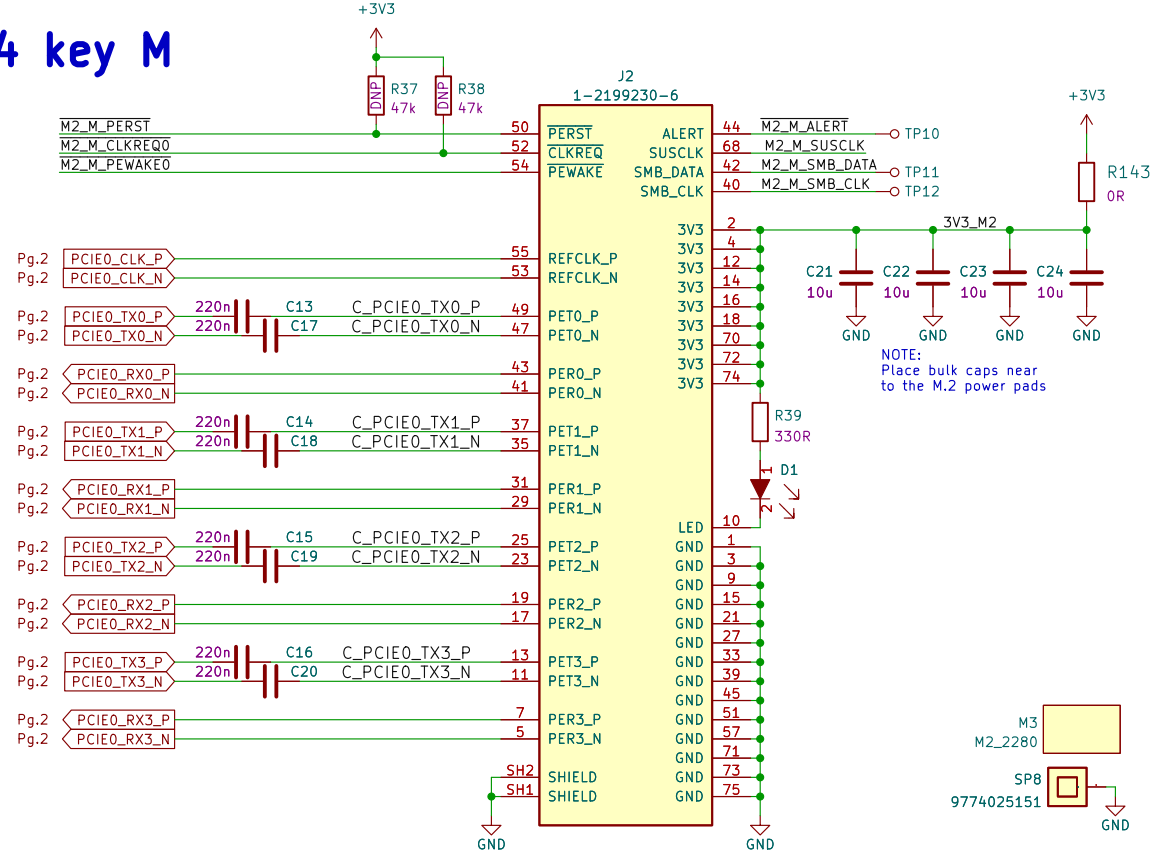 +3V3
4 key M
J2
1-2199230-6
R37
47k
DNP
R38
47k
DNP
+3V3
R143
0R
M2_M_PERST
M2_M_CLKREQ0
M2_M_PEWAKE0
50 PERST
52 CLKREQ
54 PEWAKE
ALERT 44 M2_M_ALERT TP10
SUSCLK 68 M2_M_SUSCLK
SMB_DATA 42 M2_M_SMB_DATA TP11
SMB_CLK 40 M2_M_SMB_CLK TP12
Pg.2 PCIE0_CLK_P 55 REFCLK_P
Pg.2 PCIE0_CLK_N 53 REFCLK_N
Pg.2 PCIE0_TX0_P 220n C13 C_PCIE0_TX0_P 49 PET0_P
Pg.2 PCIE0_TX0_N 220n C17 C_PCIE0_TX0_N 47 PET0_N
Pg.2 PCIE0_RX0_P 43 PER0_P
Pg.2 PCIE0_RX0_N 41 PER0_N
Pg.2 PCIE0_TX1_P 220n C14 C_PCIE0_TX1_P 37 PET1_P
Pg.2 PCIE0_TX1_N 220n C18 C_PCIE0_TX1_N 35 PET1_N
Pg.2 PCIE0_RX1_P 31 PER1_P
Pg.2 PCIE0_RX1_N 29 PER1_N
Pg.2 PCIE0_TX2_P 220n C15 C_PCIE0_TX2_P 25 PET2_P
Pg.2 PCIE0_TX2_N 220n C19 C_PCIE0_TX2_N 23 PET2_N
Pg.2 PCIE0_RX2_P 19 PER2_P
Pg.2 PCIE0_RX2_N 17 PER2_N
Pg.2 PCIE0_TX3_P 220n C16 C_PCIE0_TX3_P 13 PET3_P
Pg.2 PCIE0_TX3_N 220n C20 C_PCIE0_TX3_N 11 PET3_N
Pg.2 PCIE0_RX3_P 7 PER3_P
Pg.2 PCIE0_RX3_N 5 PER3_N
SH2 SHIELD
SH1 SHIELD
GND
3V3 2
3V3 4
3V3 12
3V3 14
3V3 16
3V3 18
3V3 70
3V3 72
3V3 74
3V3_M2
C21 10u GND
C22 10u GND
C23 10u GND
C24 10u GND
NOTE:
Place bulk caps near
to the M.2 power pads
R39
330R
1 D1
2
LED 10
GND 1
GND 3
GND 9
GND 15
GND 21
GND 27
GND 33
GND 39
GND 45
GND 51
GND 57
GND 71
GND 73
GND 75
GND
M3
M2_2280
SP8
9774025151
GND